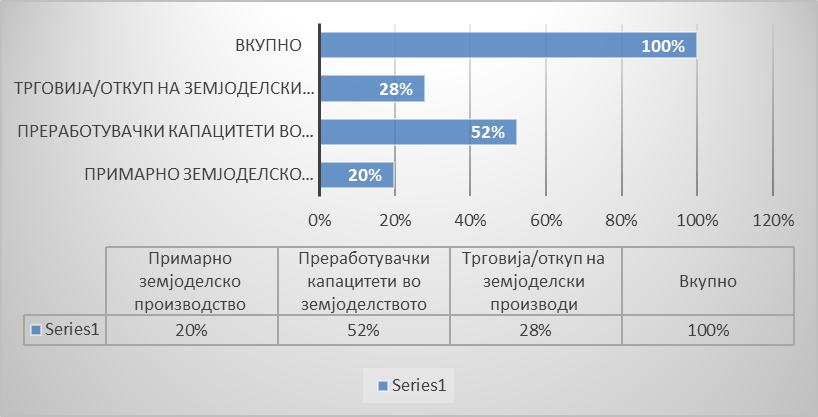 ВКУПНО
100%
ТРГОВИЈА/ОТКУП НА ЗЕМЈОДЕЛСКИ...
28%
ПРЕРАБОТУВАЧКИ КАПАЦИТЕТИ ВО...
52%
ПРИМАРНО ЗЕМЈОДЕЛСКО...
20%
0% 20% 40% 60% 80% 100% 120%
Примарно земјоделско производство
Преработувачки капацитети во земјоделството
Трговија/откуп на земјоделски производи
Вкупно
Series1 20% 52% 28% 100%
Series1